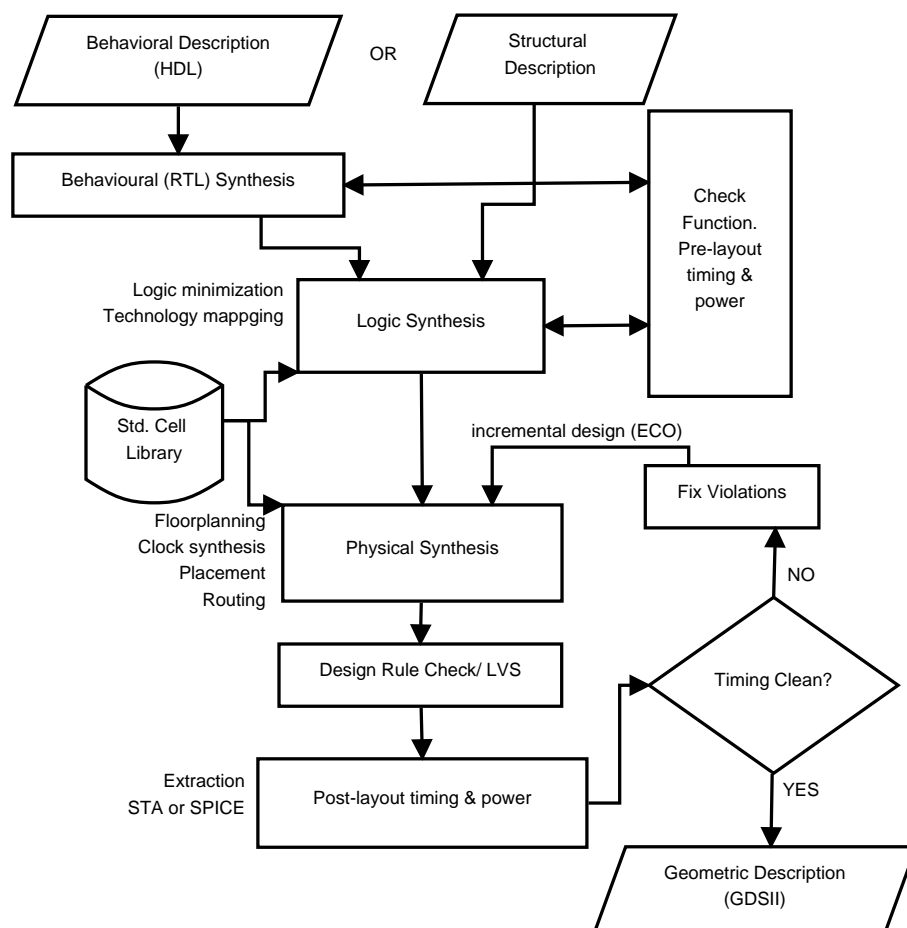 Behavioral Description
(HDL)
OR
Structural
Description
Behavioural (RTL) Synthesis
Check
Function.
Pre-layout
timing &
power
Logic minimization
Technology mappging
Logic Synthesis
Std. Cell
Library
incremental design (ECO)
Fix Violations
Floorplanning
Clock synthesis
Placement
Routing
Physical Synthesis
NO
Design Rule Check/ LVS
Timing Clean?
Extraction
STA or SPICE
Post-layout timing & power
YES
Geometric Description
(GDSII)